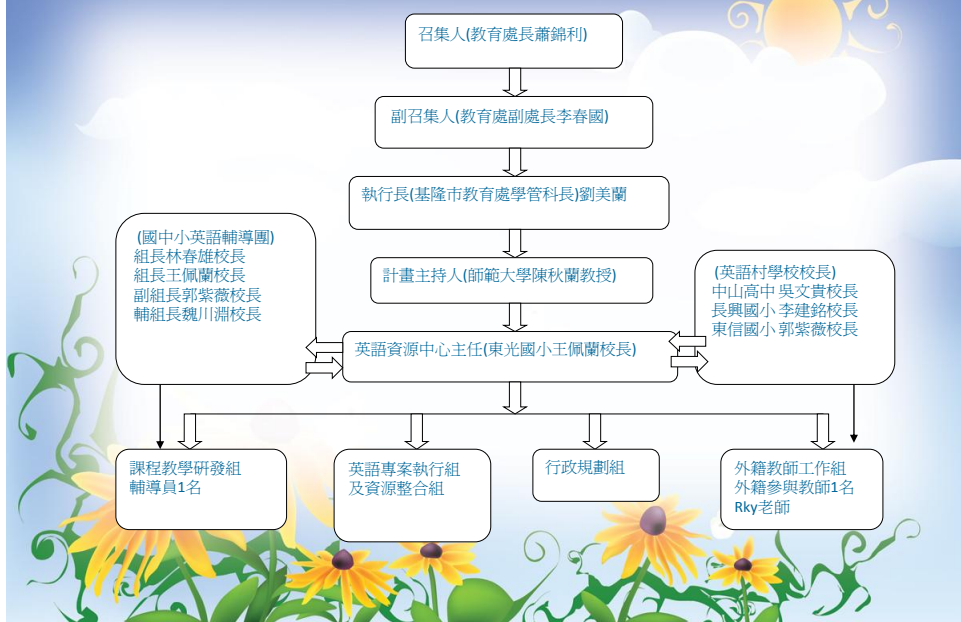 召集人(教育處長蕭錦利)
副召集人(教育處副處長李春國)
執行長(基隆市教育處學管科長)劉美蘭
(國中小英語輔導團)
組長林春雄校長
組長王佩蘭校長
副組長郭紫薇校長
輔組長魏川淵校長
計畫主持人(師範大學陳秋蘭教授)
(英語村學校校長)
中山高中 吳文貴校長
長興國小 李建銘校長
東信國小 郭紫薇校長
英語資源中心主任(東光國小王佩蘭校長)
課程教學研發組
輔導員1名
英語專案執行組
及資源整合組
行政規劃組
外籍教師工作組
外籍參與教師1名
Rky老師